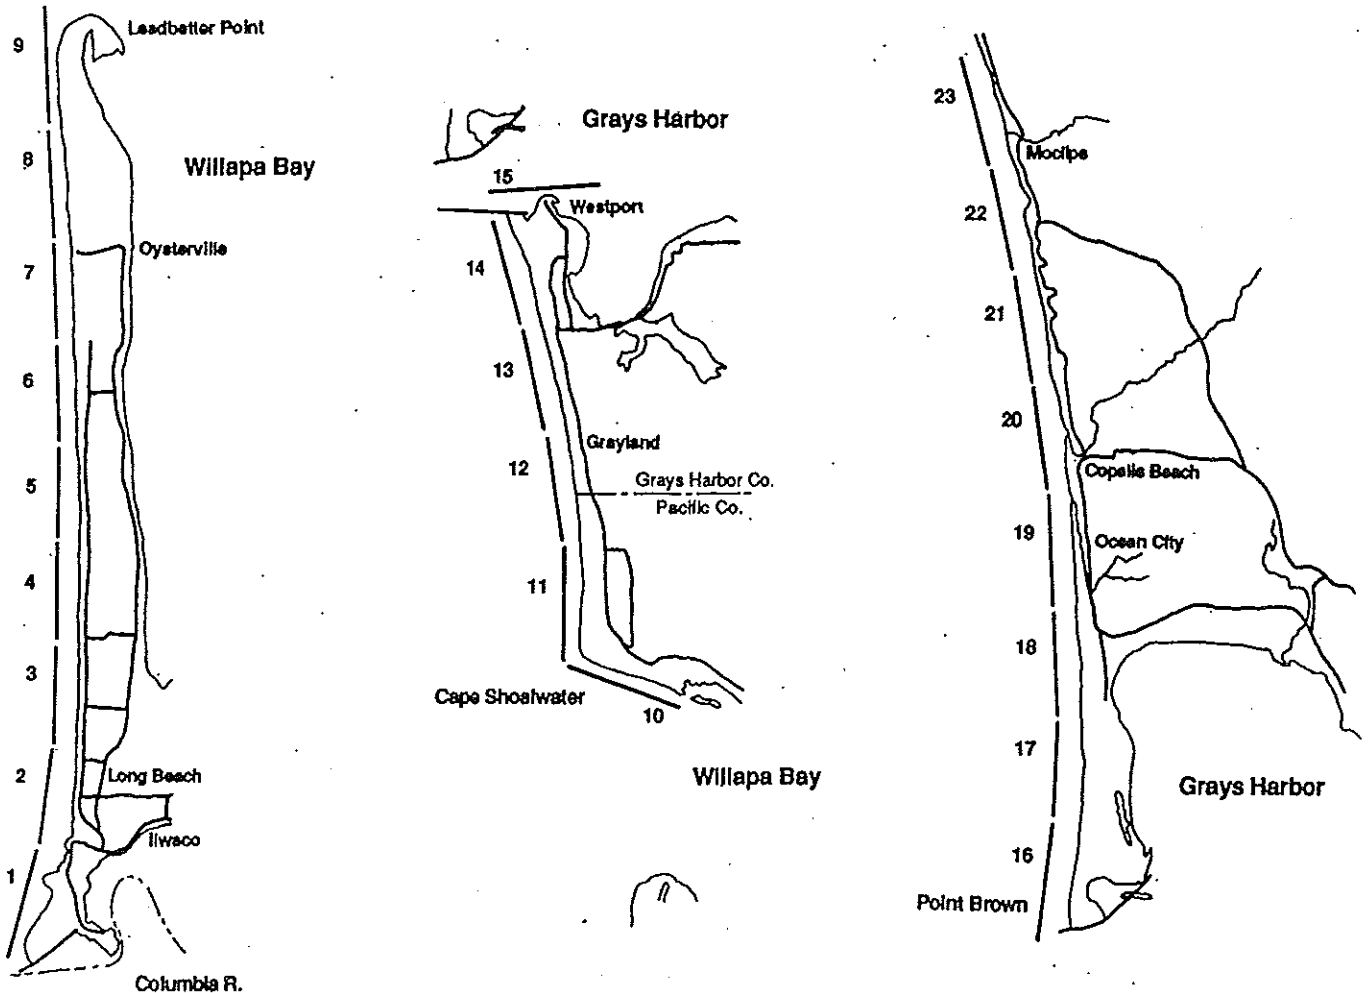 9
Leadbetter Point
8
Willapa Bay
Oysterville
7
6
5
4
3
2
Long Beach
Ilwaco
1
Columbia R.
Grays Harbor
15
Westport
14
13
Grayland
12
Grays Harbor Co.
Pacific Co.
11
Cape Shoalwater
10
Willapa Bay
23
Moclips
22
21
20
Copalis Beach
19
Ocean City
18
17
Grays Harbor
16
Point Brown